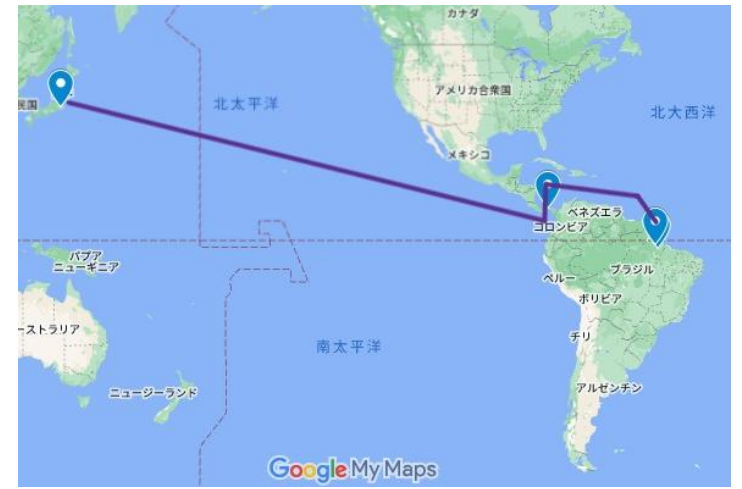 カナダ
アメリカ合衆国
北太平洋
北大西洋
民国
メキシコ
ベネズエラ
コロンビア
パプア
ニューギニア
ブラジル
ペルー
ボリビア
ーストラリア
チリ
南太平洋
ニュージーランド
アルゼンチン
Google My Maps